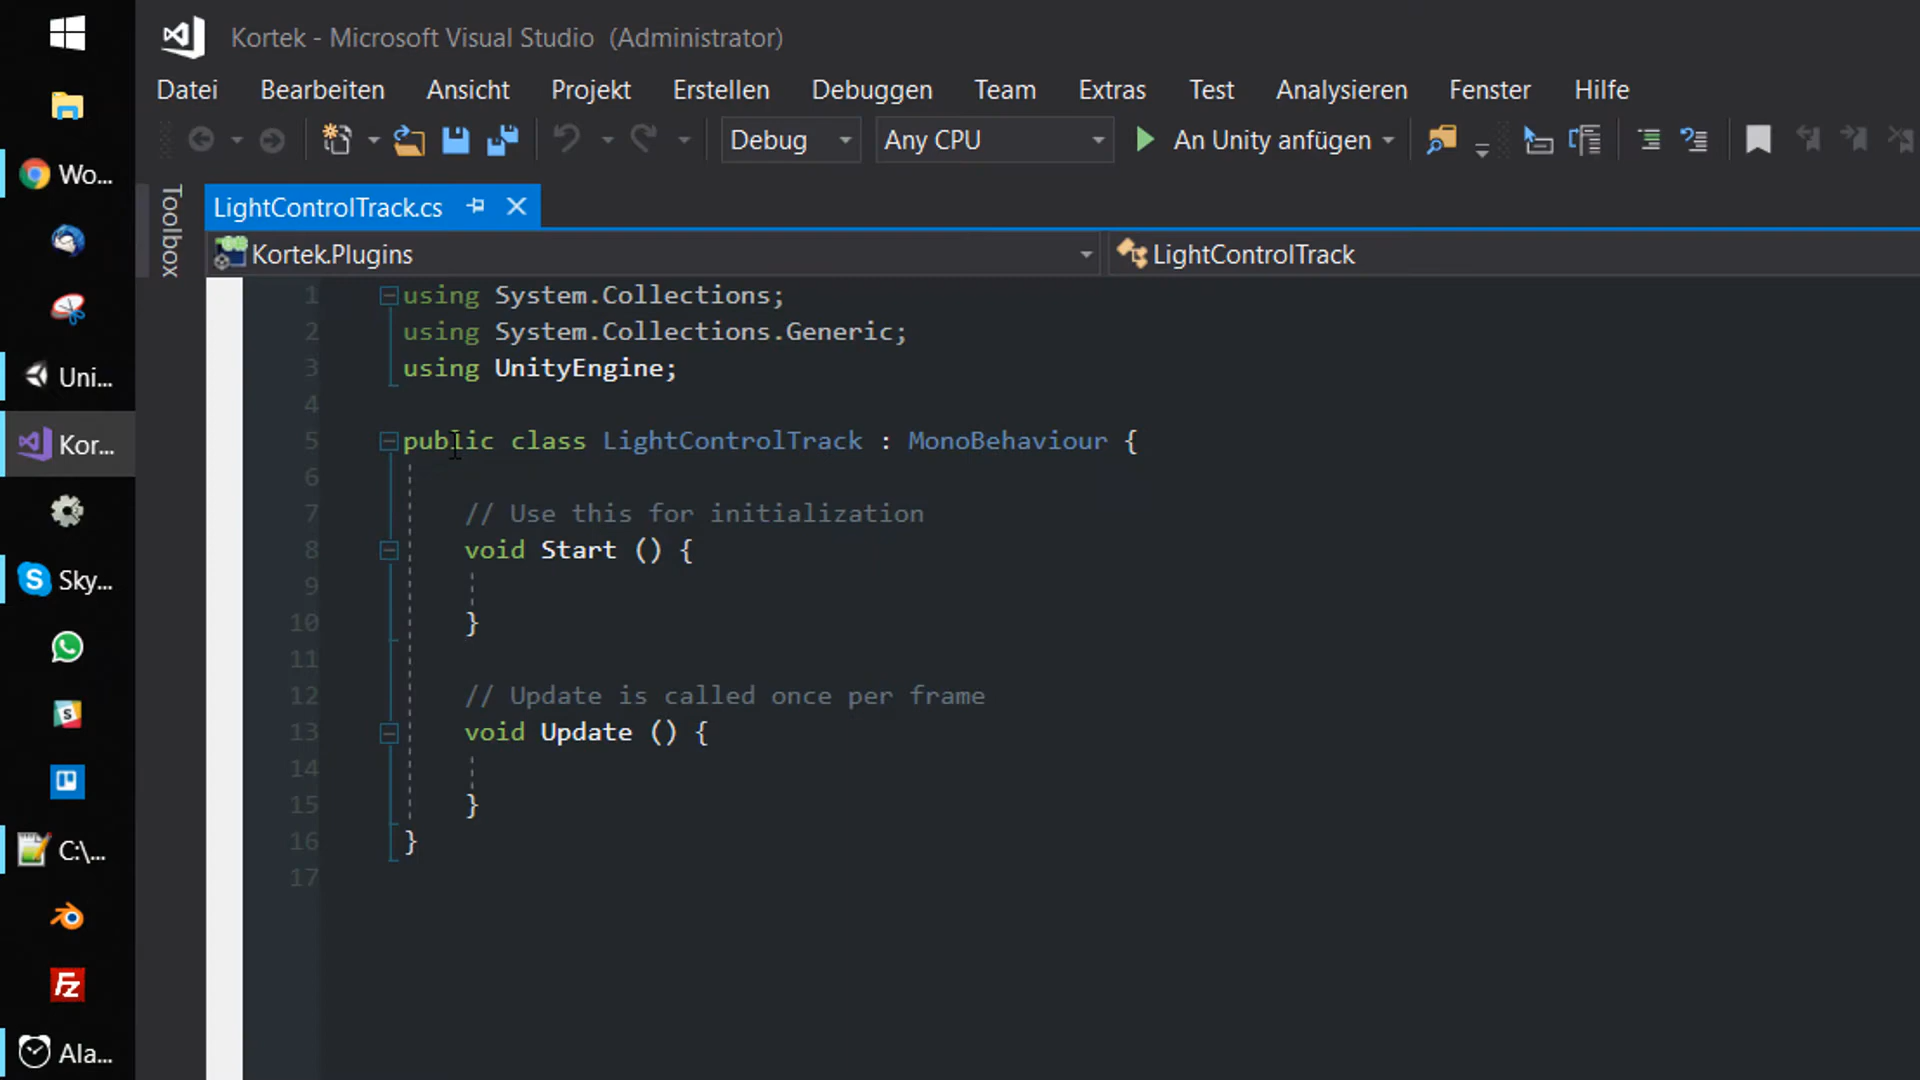 Kortek - Microsoft Visual Studio (Administrator)
Datei Bearbeiten Ansicht Projekt Erstellen Debuggen Team Extras Test Analysieren Fenster Hilfe
Debug Any CPU An Unity anfügen
Toolbox
LightControlTrack.cs
Kortek.Plugins LightControlTrack
1 using System.Collections;
2 using System.Collections.Generic;
3 using UnityEngine;
4
5 public class LightControlTrack : MonoBehaviour {
6
7 // Use this for initialization
8 void Start () {
9
10 }
11
12 // Update is called once per frame
13 void Update () {
14
15 }
16 }
17
Wo...
Uni...
Kor...
S Sky...
S
C:\...
Fz
Ala...